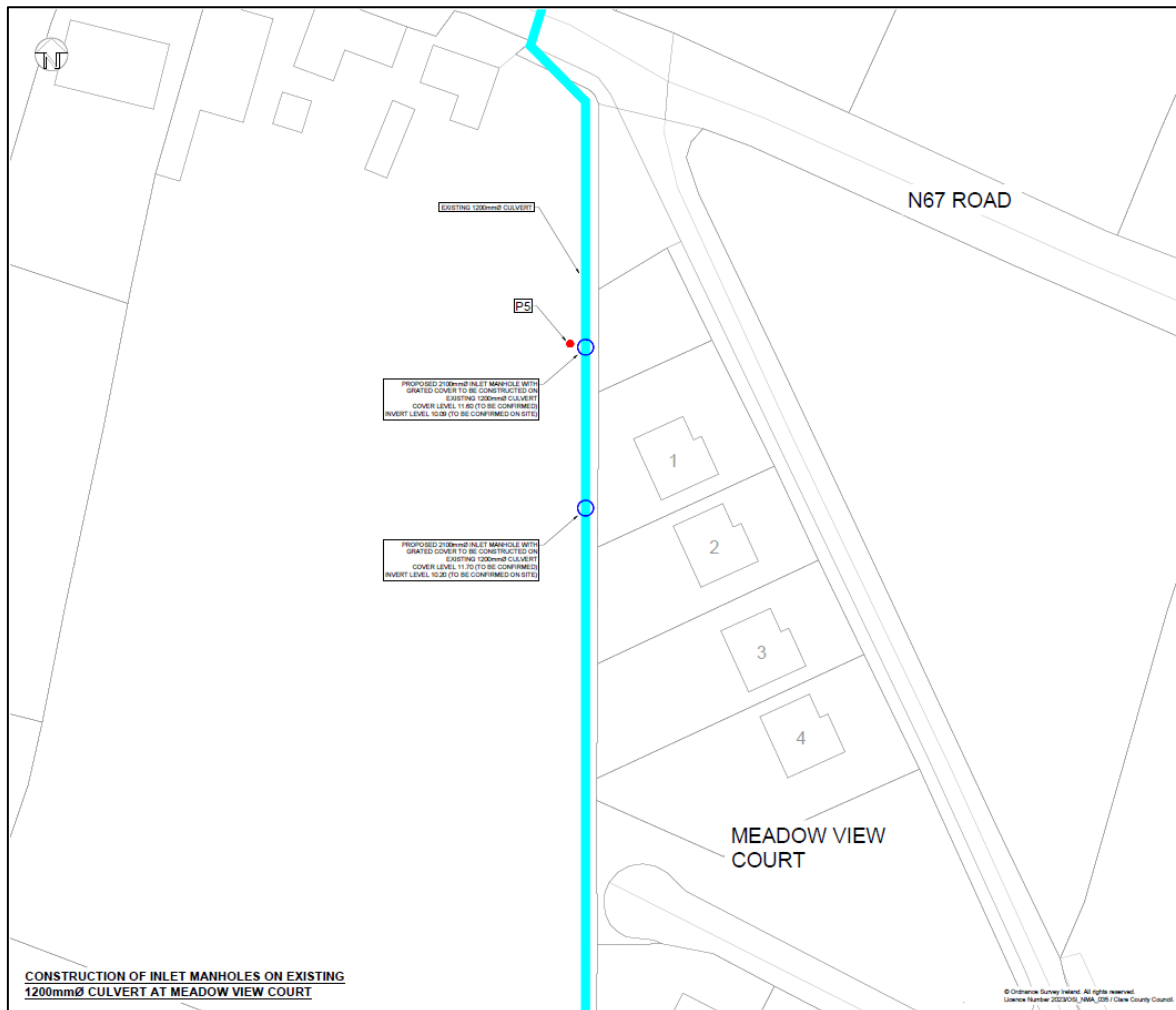 N
N67 ROAD
EXISTING 1200mmØ CULVERT
P5
PROPOSED 2100mmØ INLET MANHOLE WITH
GRATED COVER TO BE CONSTRUCTED ON
EXISTING 1200mmØ CULVERT
COVER LEVEL 11.60 (TO BE CONFIRMED)
INVERT LEVEL 10.09 (TO BE CONFIRMED ON SITE)
1
PROPOSED 2100mmØ INLET MANHOLE WITH
GRATED COVER TO BE CONSTRUCTED ON
EXISTING 1200mmØ CULVERT
COVER LEVEL 11.70 (TO BE CONFIRMED)
INVERT LEVEL 10.20 (TO BE CONFIRMED ON SITE)
2
3
4
MEADOW VIEW
COURT
CONSTRUCTION OF INLET MANHOLES ON EXISTING
1200mmØ CULVERT AT MEADOW VIEW COURT
© Ordnance Survey Ireland. All rights reserved.
Licence Number 2023/OSi_NMA_035 / Clare County Council.